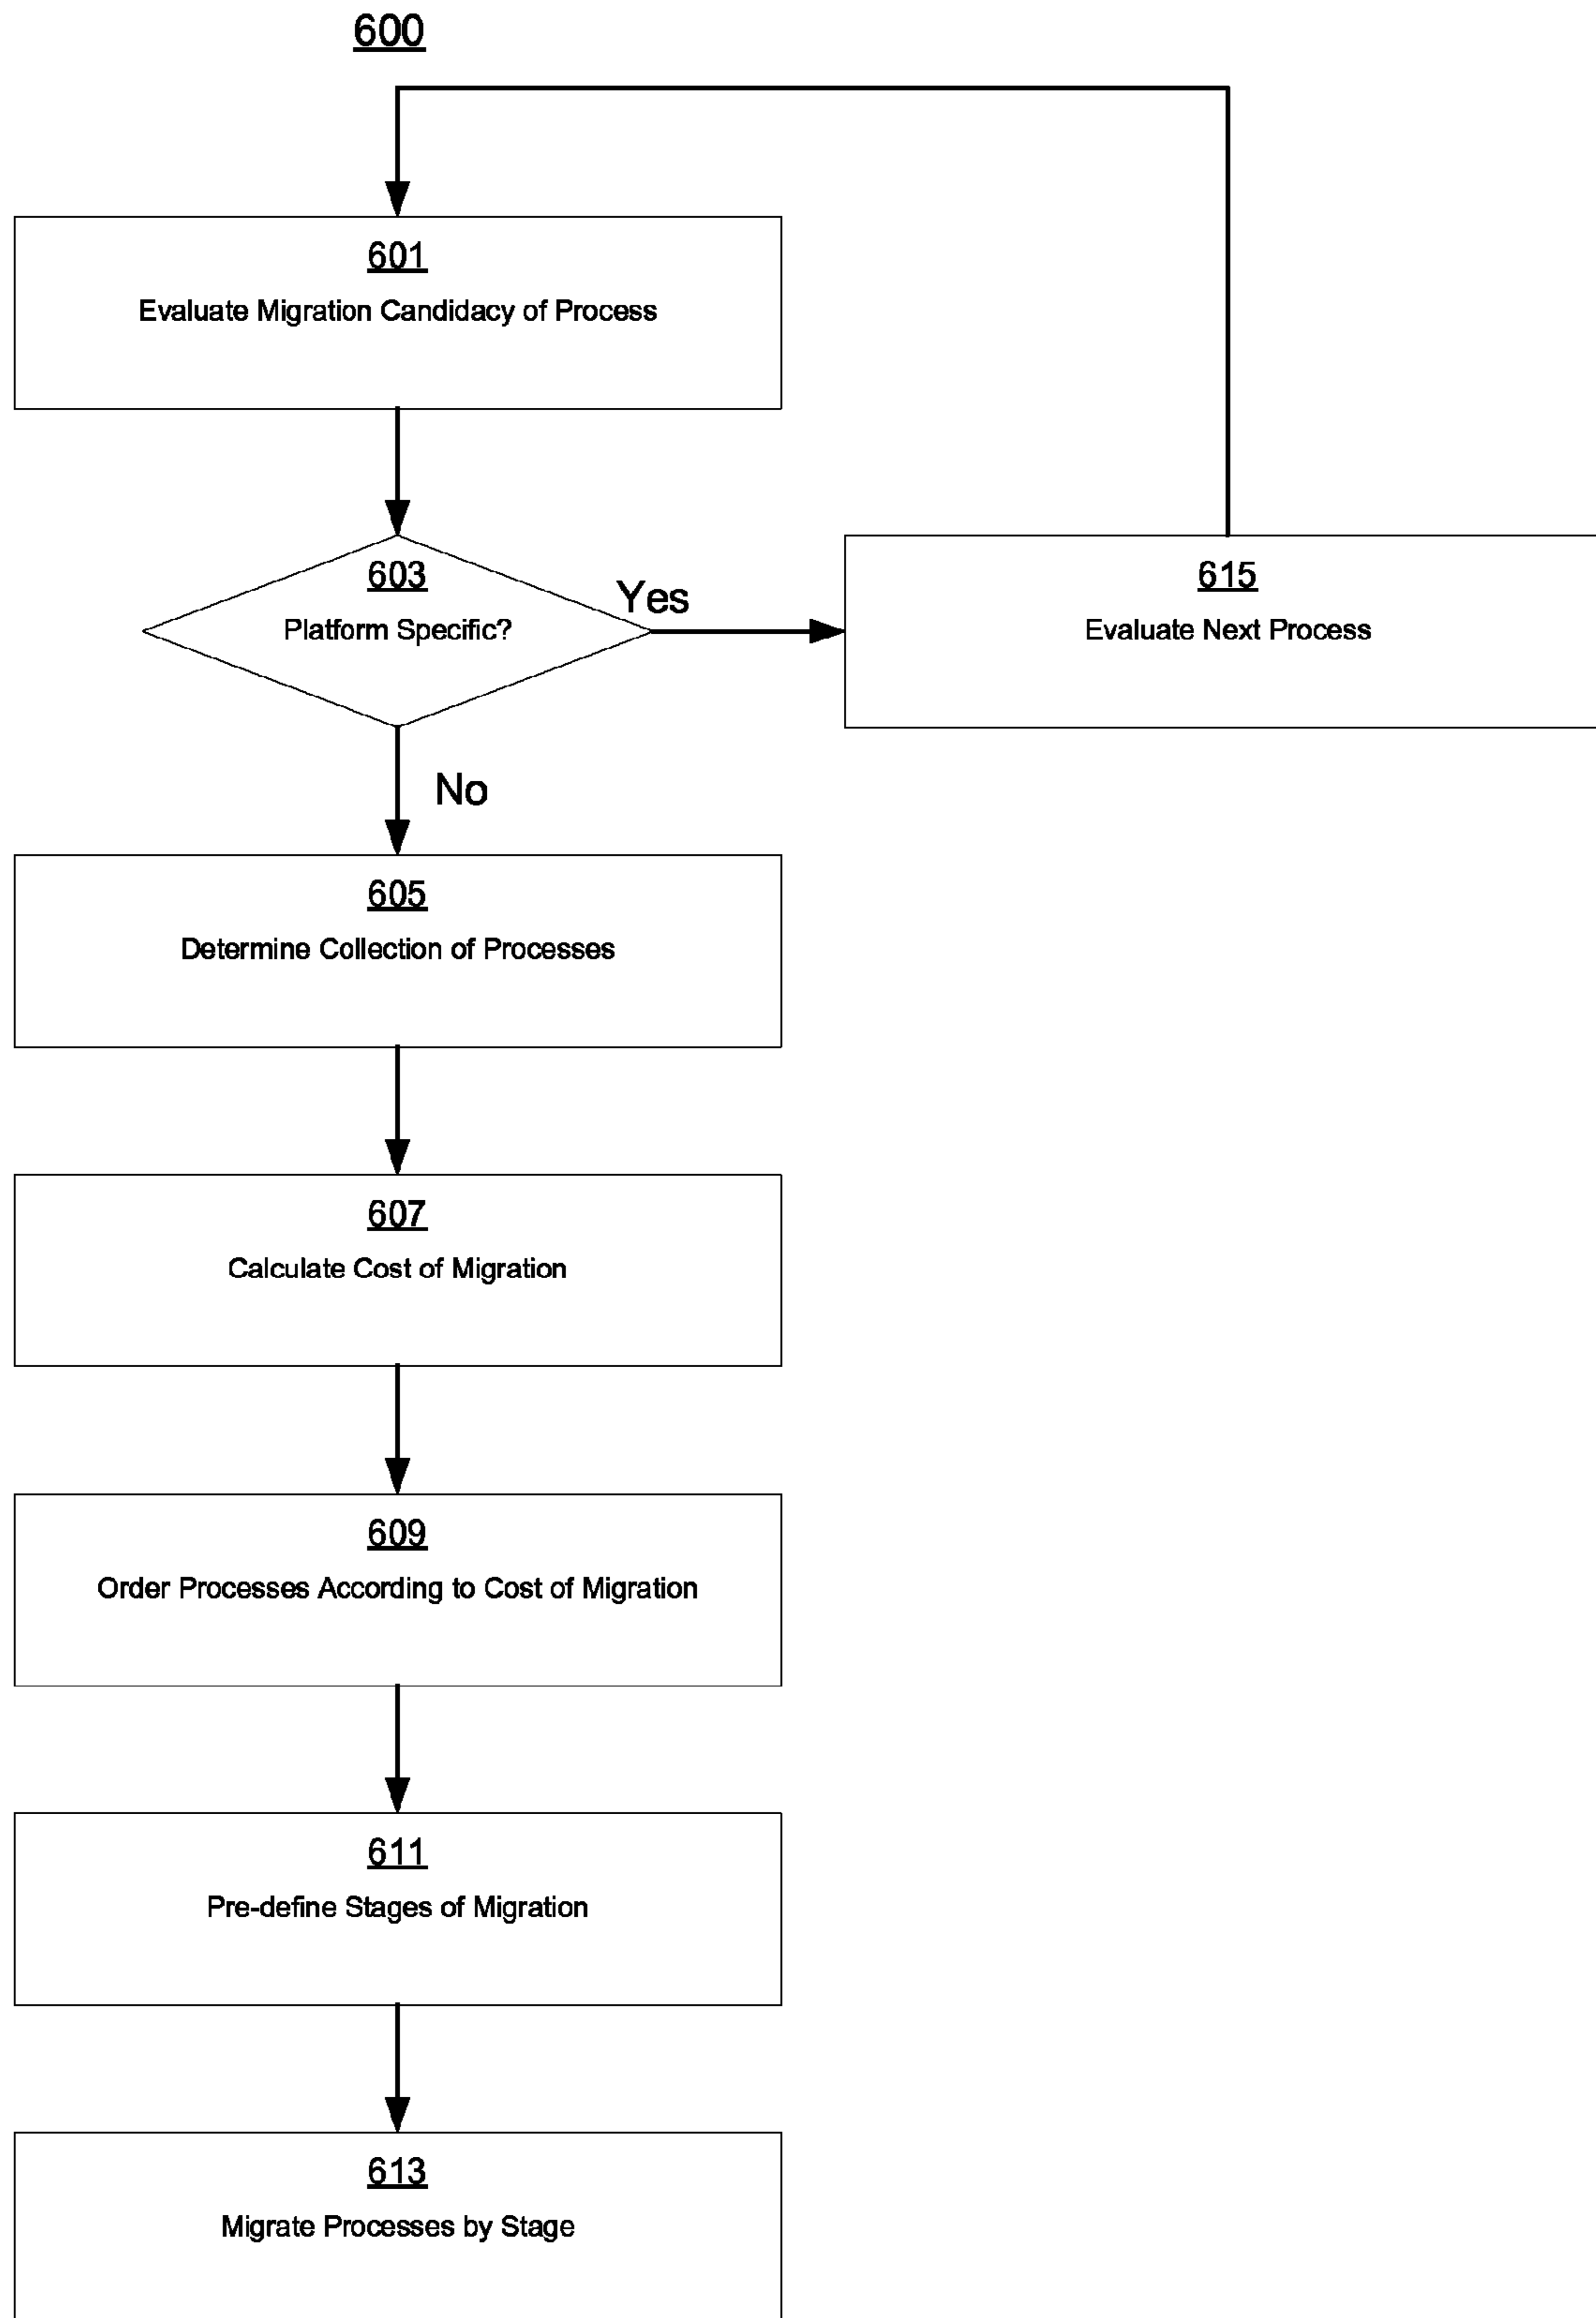 600
601
Evaluate Migration Candidacy of Process
603
Platform Specific?
Yes
615
Evaluate Next Process
No
605
Determine Collection of Processes
607
Calculate Cost of Migration
609
Order Processes According to Cost of Migration
611
Pre-define Stages of Migration
613
Migrate Processes by Stage